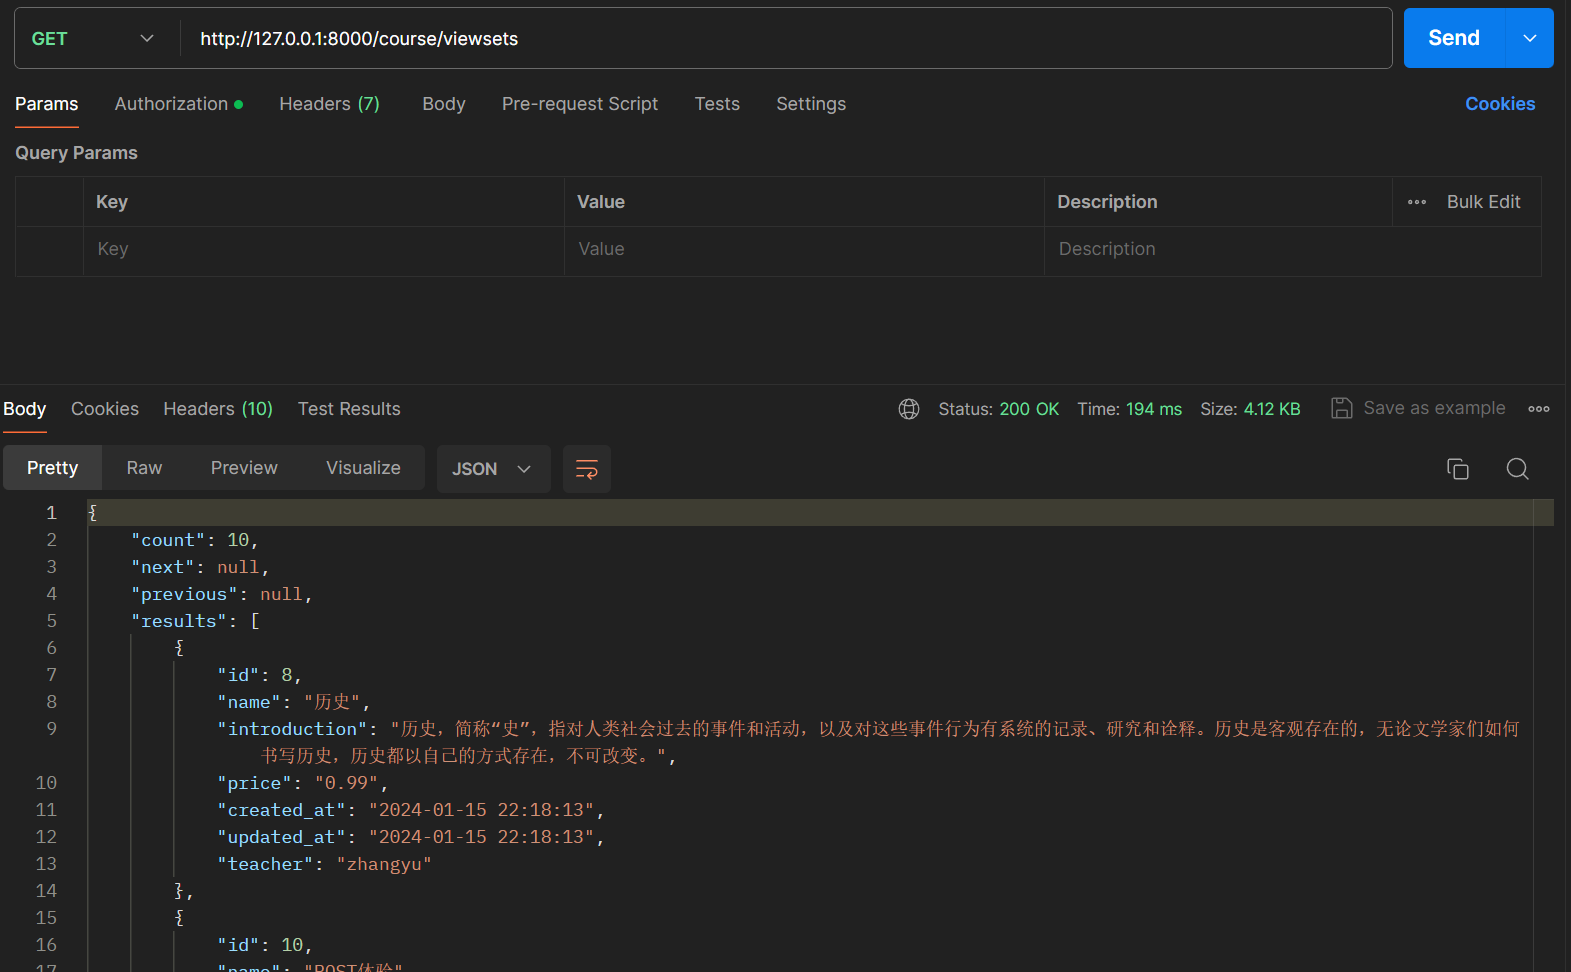 GET http://127.0.0.1:8000/course/viewsets Send
Params Authorization Headers (7) Body Pre-request Script Tests Settings Cookies
Query Params
Key Value Description Bulk Edit
Key Value Description
Body Cookies Headers (10) Test Results Status: 200 OK Time: 194 ms Size: 4.12 KB Save as example
Pretty Raw Preview Visualize JSON
1 {
2 "count": 10,
3 "next": null,
4 "previous": null,
5 "results": [
6 {
7 "id": 8,
8 "name": "历史",
9 "introduction": "历史，简称“史”，指对人类社会过去的事件和活动，以及对这些事件行为有系统的记录、研究和诠释。历史是客观存在的，无论文学家们如何
书写历史，历史都以自己的方式存在，不可改变。",
10 "price": "0.99",
11 "created_at": "2024-01-15 22:18:13",
12 "updated_at": "2024-01-15 22:18:13",
13 "teacher": "zhangyu"
14 },
15 {
16 "id": 10,
17 "name": "POST体验"